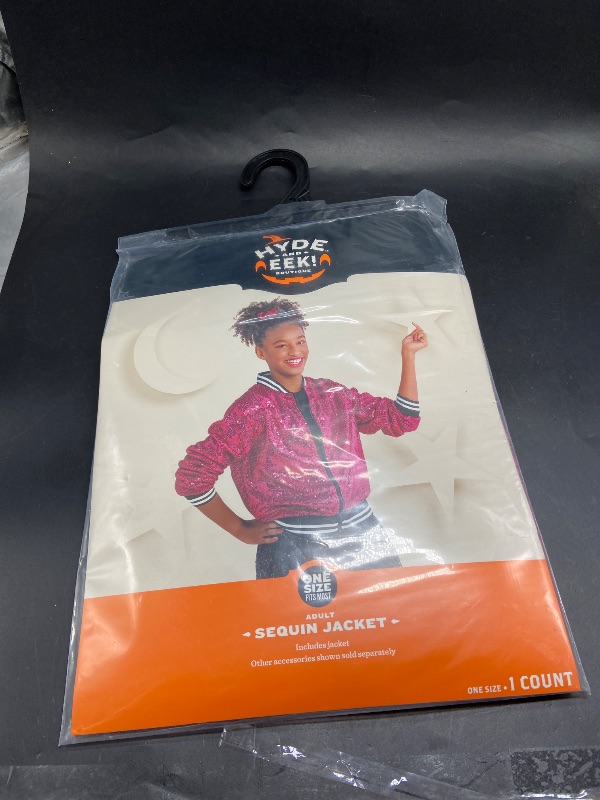 HYDE
AND
EEK!
BOUTIQUE
ONE
SIZE
FITS MOST
ADULT
SEQUIN JACKET
Includes jacket
Other accessories shown sold separately
ONE SIZE • 1 COUNT